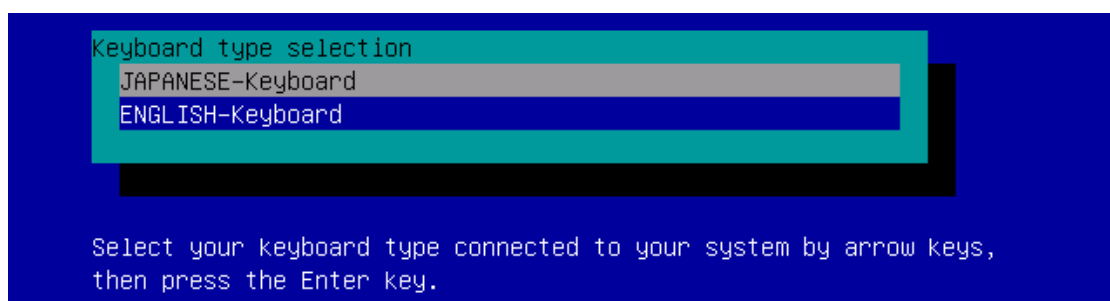 Keyboard type selection
JAPANESE-Keyboard
ENGLISH-Keyboard
Select your keyboard type connected to your system by arrow keys,
then press the Enter key.